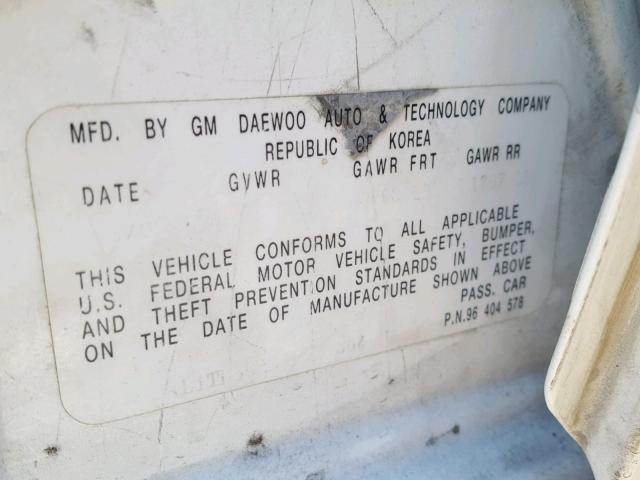 MFD. BY GM DAEWOO AUTO & TECHNOLOGY COMPANY
REPUBLIC OF KOREA
DATE GVWR GAWR FRT GAWR RR
THIS VEHICLE CONFORMS TO ALL APPLICABLE
U.S. FEDERAL MOTOR VEHICLE SAFETY, BUMPER,
AND THEFT PREVENTION STANDARDS IN EFFECT
ON THE DATE OF MANUFACTURE SHOWN ABOVE
PASS. CAR
P.N.96 404 578